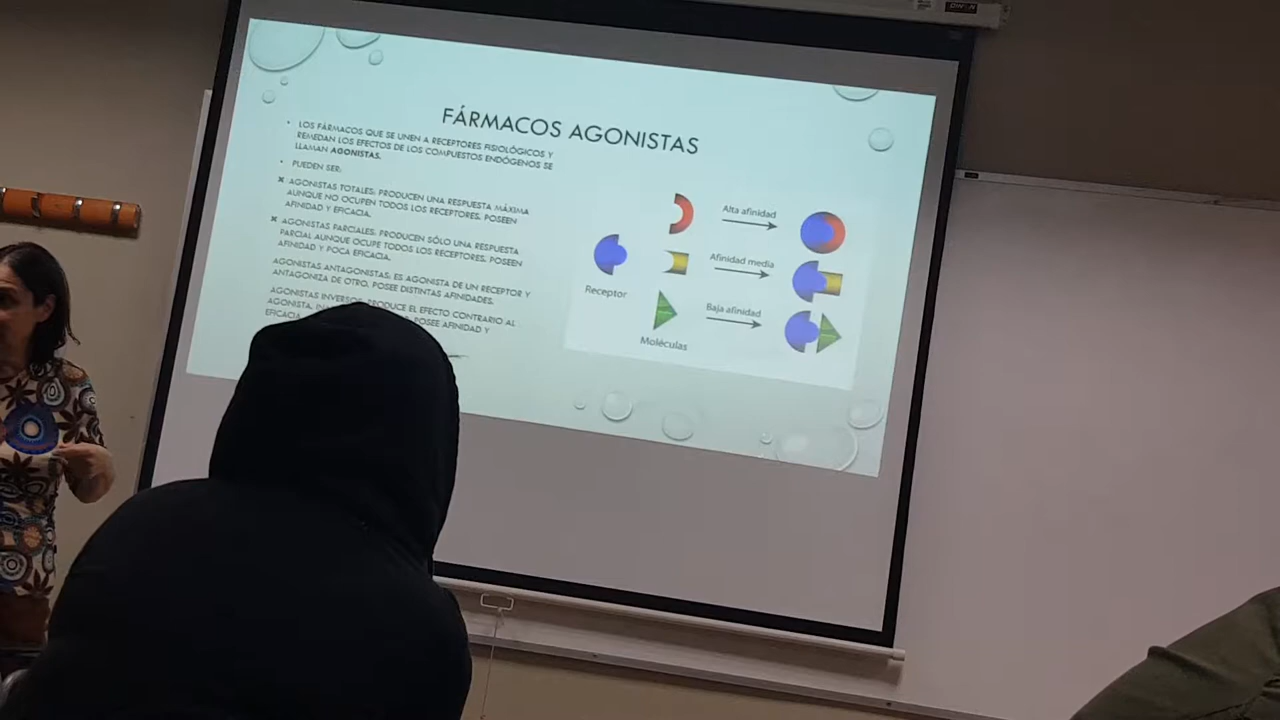 FÁRMACOS AGONISTAS
• LOS FÁRMACOS QUE SE UNEN A RECEPTORES FISIOLÓGICOS Y
REMEDAN LOS EFECTOS DE LOS COMPUESTOS ENDÓGENOS SE
LLAMAN AGONISTAS.
• PUEDEN SER:
AGONISTAS TOTALES: PRODUCEN UNA RESPUESTA MÁXIMA
AUNQUE NO OCUPEN TODOS LOS RECEPTORES. POSEEN
AFINIDAD Y EFICACIA.
AGONISTAS PARCIALES: PRODUCEN SÓLO UNA RESPUESTA
PARCIAL AUNQUE OCUPE TODOS LOS RECEPTORES. POSEEN
AFINIDAD Y POCA EFICACIA.
AGONISTAS ANTAGONISTAS: ES AGONISTA DE UN RECEPTOR Y
ANTAGONIZA DE OTRO. POSEE DISTINTAS AFINIDADES.
AGONISTAS INVERSOS: PRODUCE EL EFECTO CONTRARIO AL
AGONISTA, POSEE AFINIDAD Y
EFICACIA
Alta afinidad
Afinidad media
Receptor
Baja afinidad
Moléculas